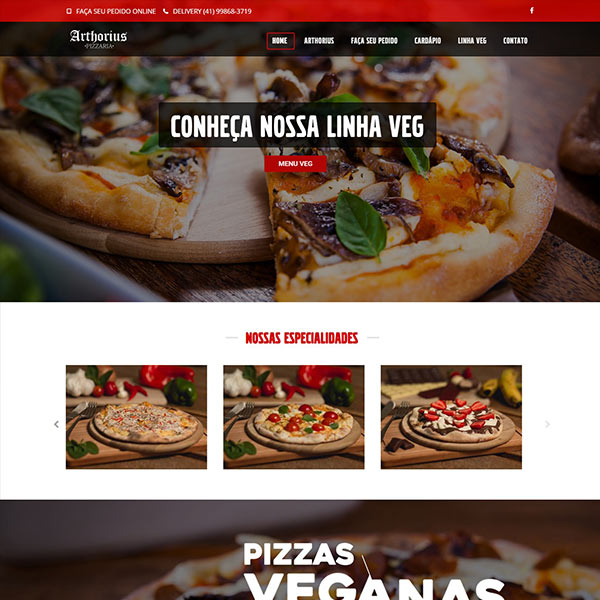 FAÇA SEU PEDIDO ONLINE DELIVERY (41) 99868-3719
Arthorius
PIZZARIA
HOME ARTHORIUS FAÇA SEU PEDIDO CARDÁPIO LINHA VEG CONTATO
CONHEÇA NOSSA LINHA VEG
MENU VEG
NOSSAS ESPECIALIDADES
PIZZAS
VEGANAS